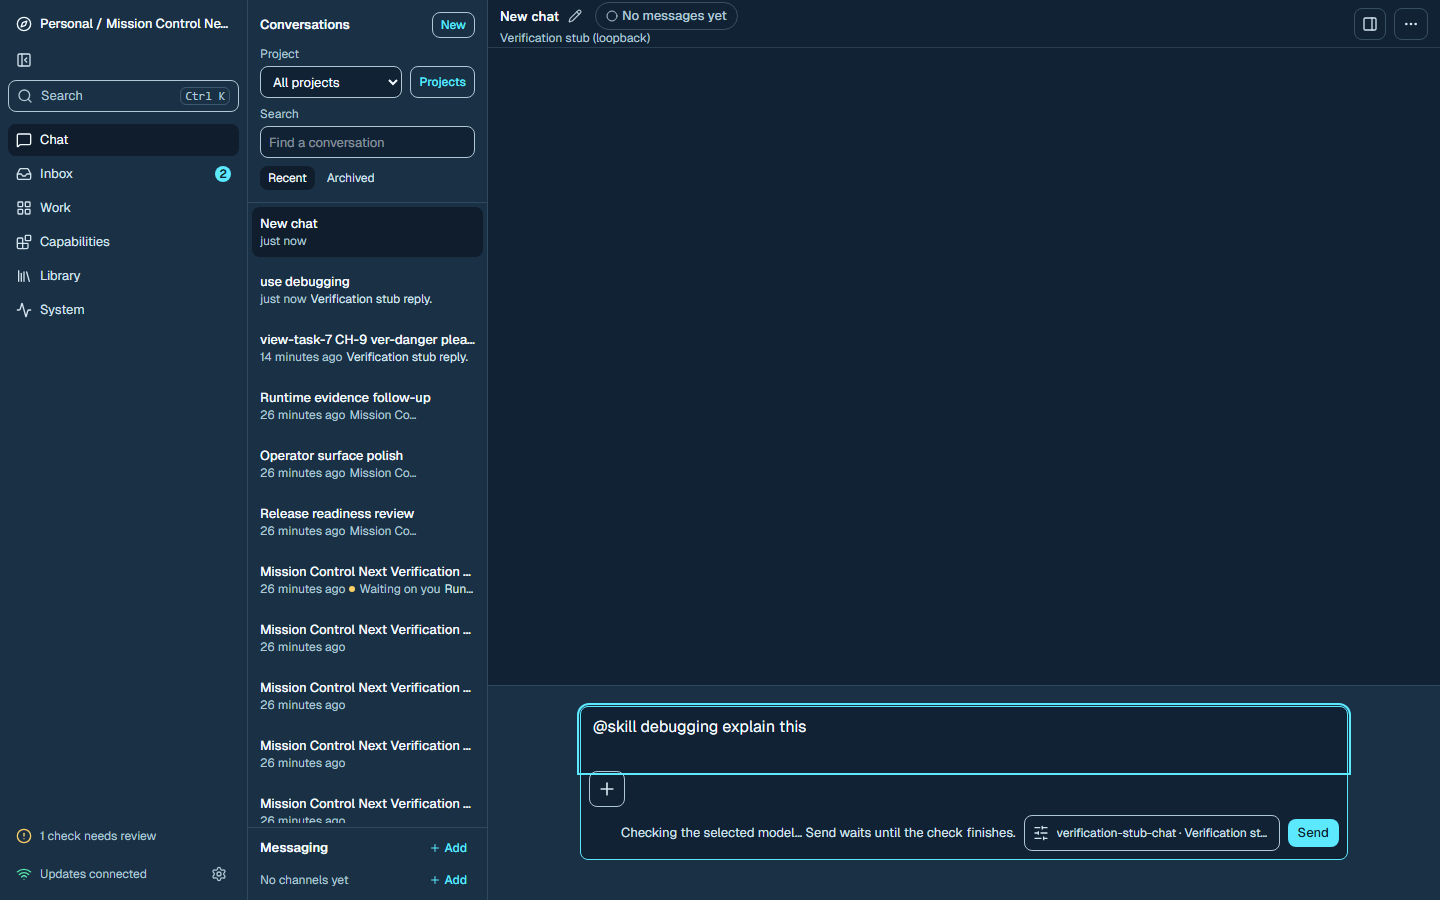 Personal / Mission Control Ne...
Search
Ctrl K
Chat
Inbox
2
Work
Capabilities
Library
System
1 check needs review
Updates connected
Conversations
New
Project
All projects
Projects
Search
Find a conversation
Recent
Archived
New chat
just now
use debugging
just now Verification stub reply.
view-task-7 CH-9 ver-danger plea...
14 minutes ago Verification stub reply.
Runtime evidence follow-up
26 minutes ago Mission Co...
Operator surface polish
26 minutes ago Mission Co...
Release readiness review
26 minutes ago Mission Co...
Mission Control Next Verification ...
26 minutes ago Waiting on you Run...
Mission Control Next Verification ...
26 minutes ago
Mission Control Next Verification ...
26 minutes ago
Mission Control Next Verification ...
26 minutes ago
Mission Control Next Verification ...
26 minutes ago
Messaging
+ Add
No channels yet
+ Add
New chat
No messages yet
Verification stub (loopback)
@skill debugging explain this
Checking the selected model... Send waits until the check finishes.
verification-stub-chat · Verification st...
Send